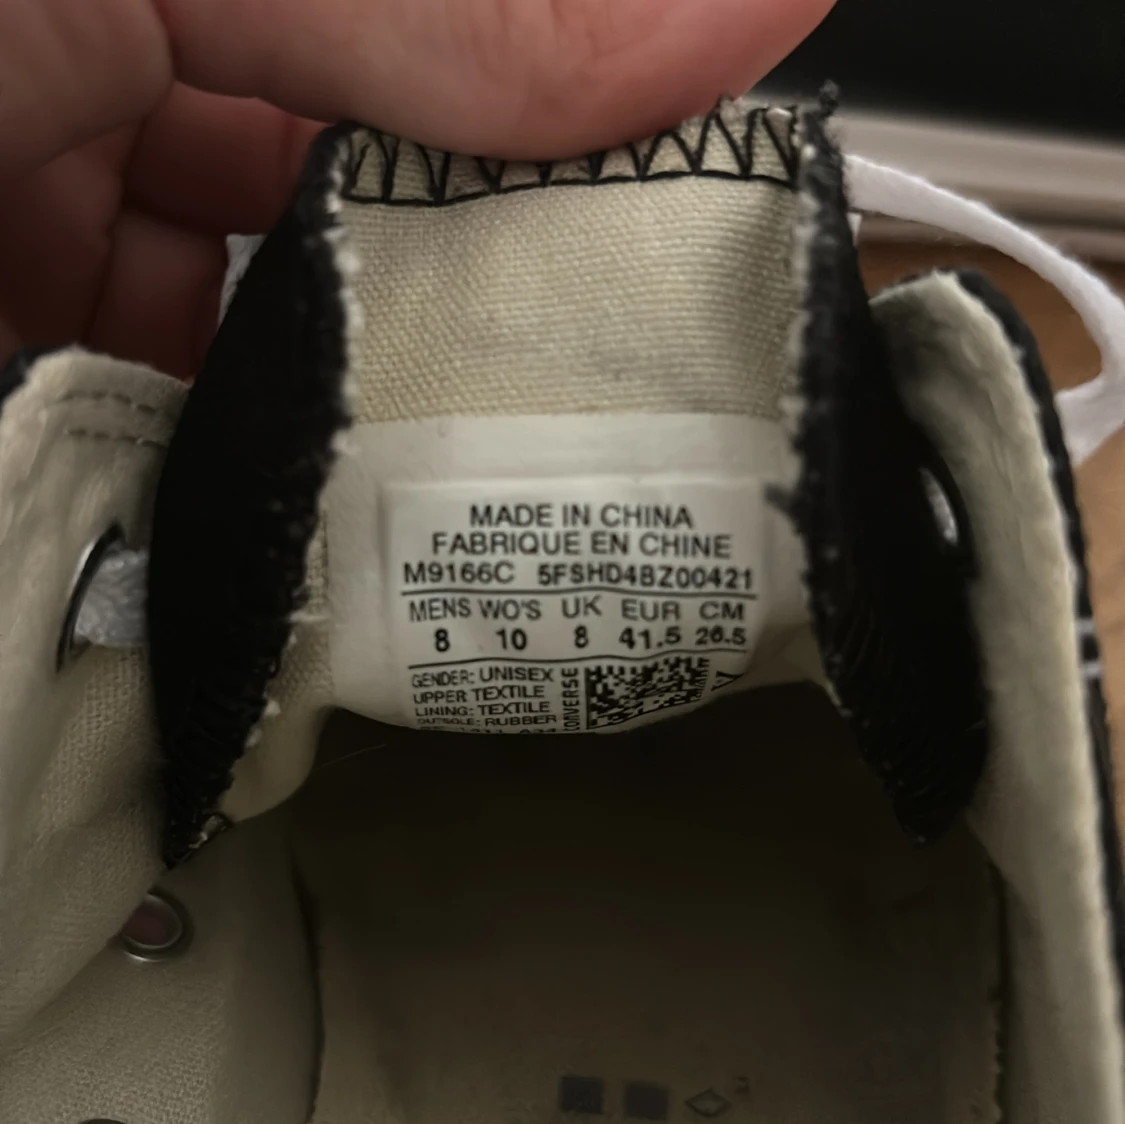 MADE IN CHINA
FABRIQUE EN CHINE
M9166C 5FSHD4BZ00421
MENS WO'S UK EUR CM
8 10 8 41.5 26.5
GENDER: UNISEX
UPPER TEXTILE
LINING: TEXTILE
OUTSOLE: RUBBER
CONVERSE